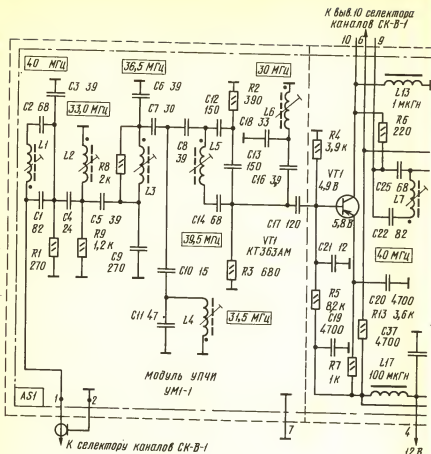 К выв.10 селектора
каналов СК-В-1
10 6 9
40 МГц
36,5 МГц
30 МГц
C3 39
C6 39
C2 68
33,0 МГц
C7 30
C12
150
R2
390
L6
C18 33
L13
1 мкГн
R6
220
L1
L2
R8
2к
L3
C8
39
L5
C13
150
C16 39
R4
3,9к
VT1
4,9 В
C25 68
L7
5,8 В
C1
82
C4
24
C5 39
C14 68
C17 120
C22 82
R1
270
R9
1,2к
C9
270
39,5 МГц
VT1
КТ363АМ
C21 12
40 МГц
C10 15
R3 680
R5
8,2к
C20 4700
C19
4700
R13 3,6к
C11 47
L4
31,5 МГц
C37
4700
R7
1к
L17
100 мкГн
модуль УПЧИ
УМ1-1
AS1
1
2
7
4
К селектору каналов СК-В-1
12 В